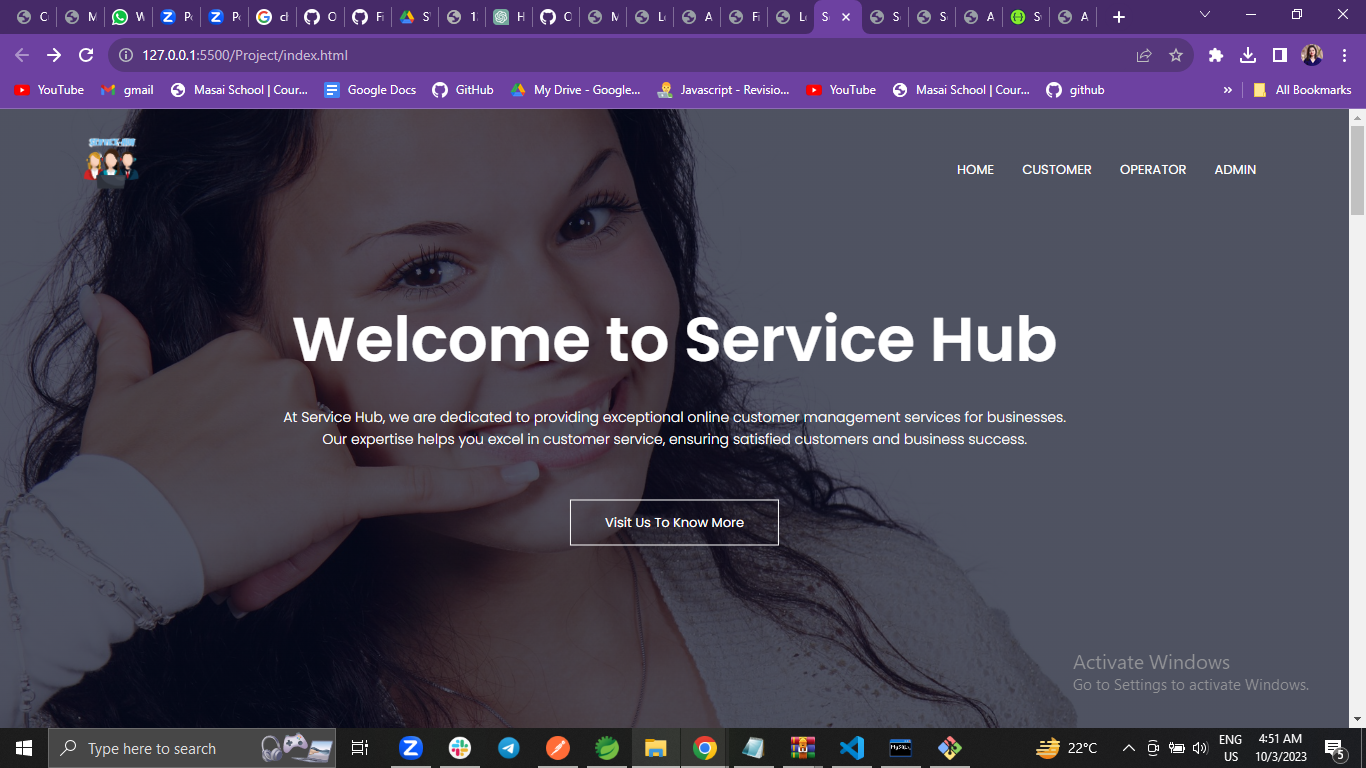 127.0.0.1:5500/Project/index.html
YouTube
gmail
Masai School | Cour...
Google Docs
GitHub
My Drive - Google...
Javascript - Revisio...
YouTube
Masai School | Cour...
github
»
All Bookmarks
HOME
CUSTOMER
OPERATOR
ADMIN
Welcome to Service Hub
At Service Hub, we are dedicated to providing exceptional online customer management services for businesses.
Our expertise helps you excel in customer service, ensuring satisfied customers and business success.
Visit Us To Know More
Activate Windows
Go to Settings to activate Windows.
Type here to search
22°C
ENG
US
4:51 AM
10/3/2023
5